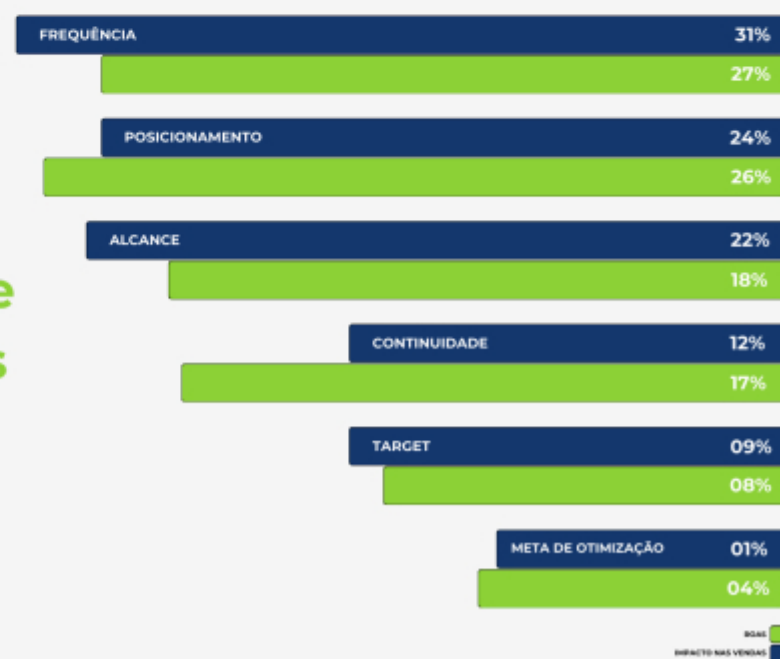 FREQUÊNCIA 31%
27%
POSICIONAMENTO 24%
26%
ALCANCE 22%
18%
e
CONTINUIDADE 12%
s
17%
TARGET 09%
08%
META DE OTIMIZAÇÃO 01%
04%
ROAS
IMPACTO NAS VENDAS